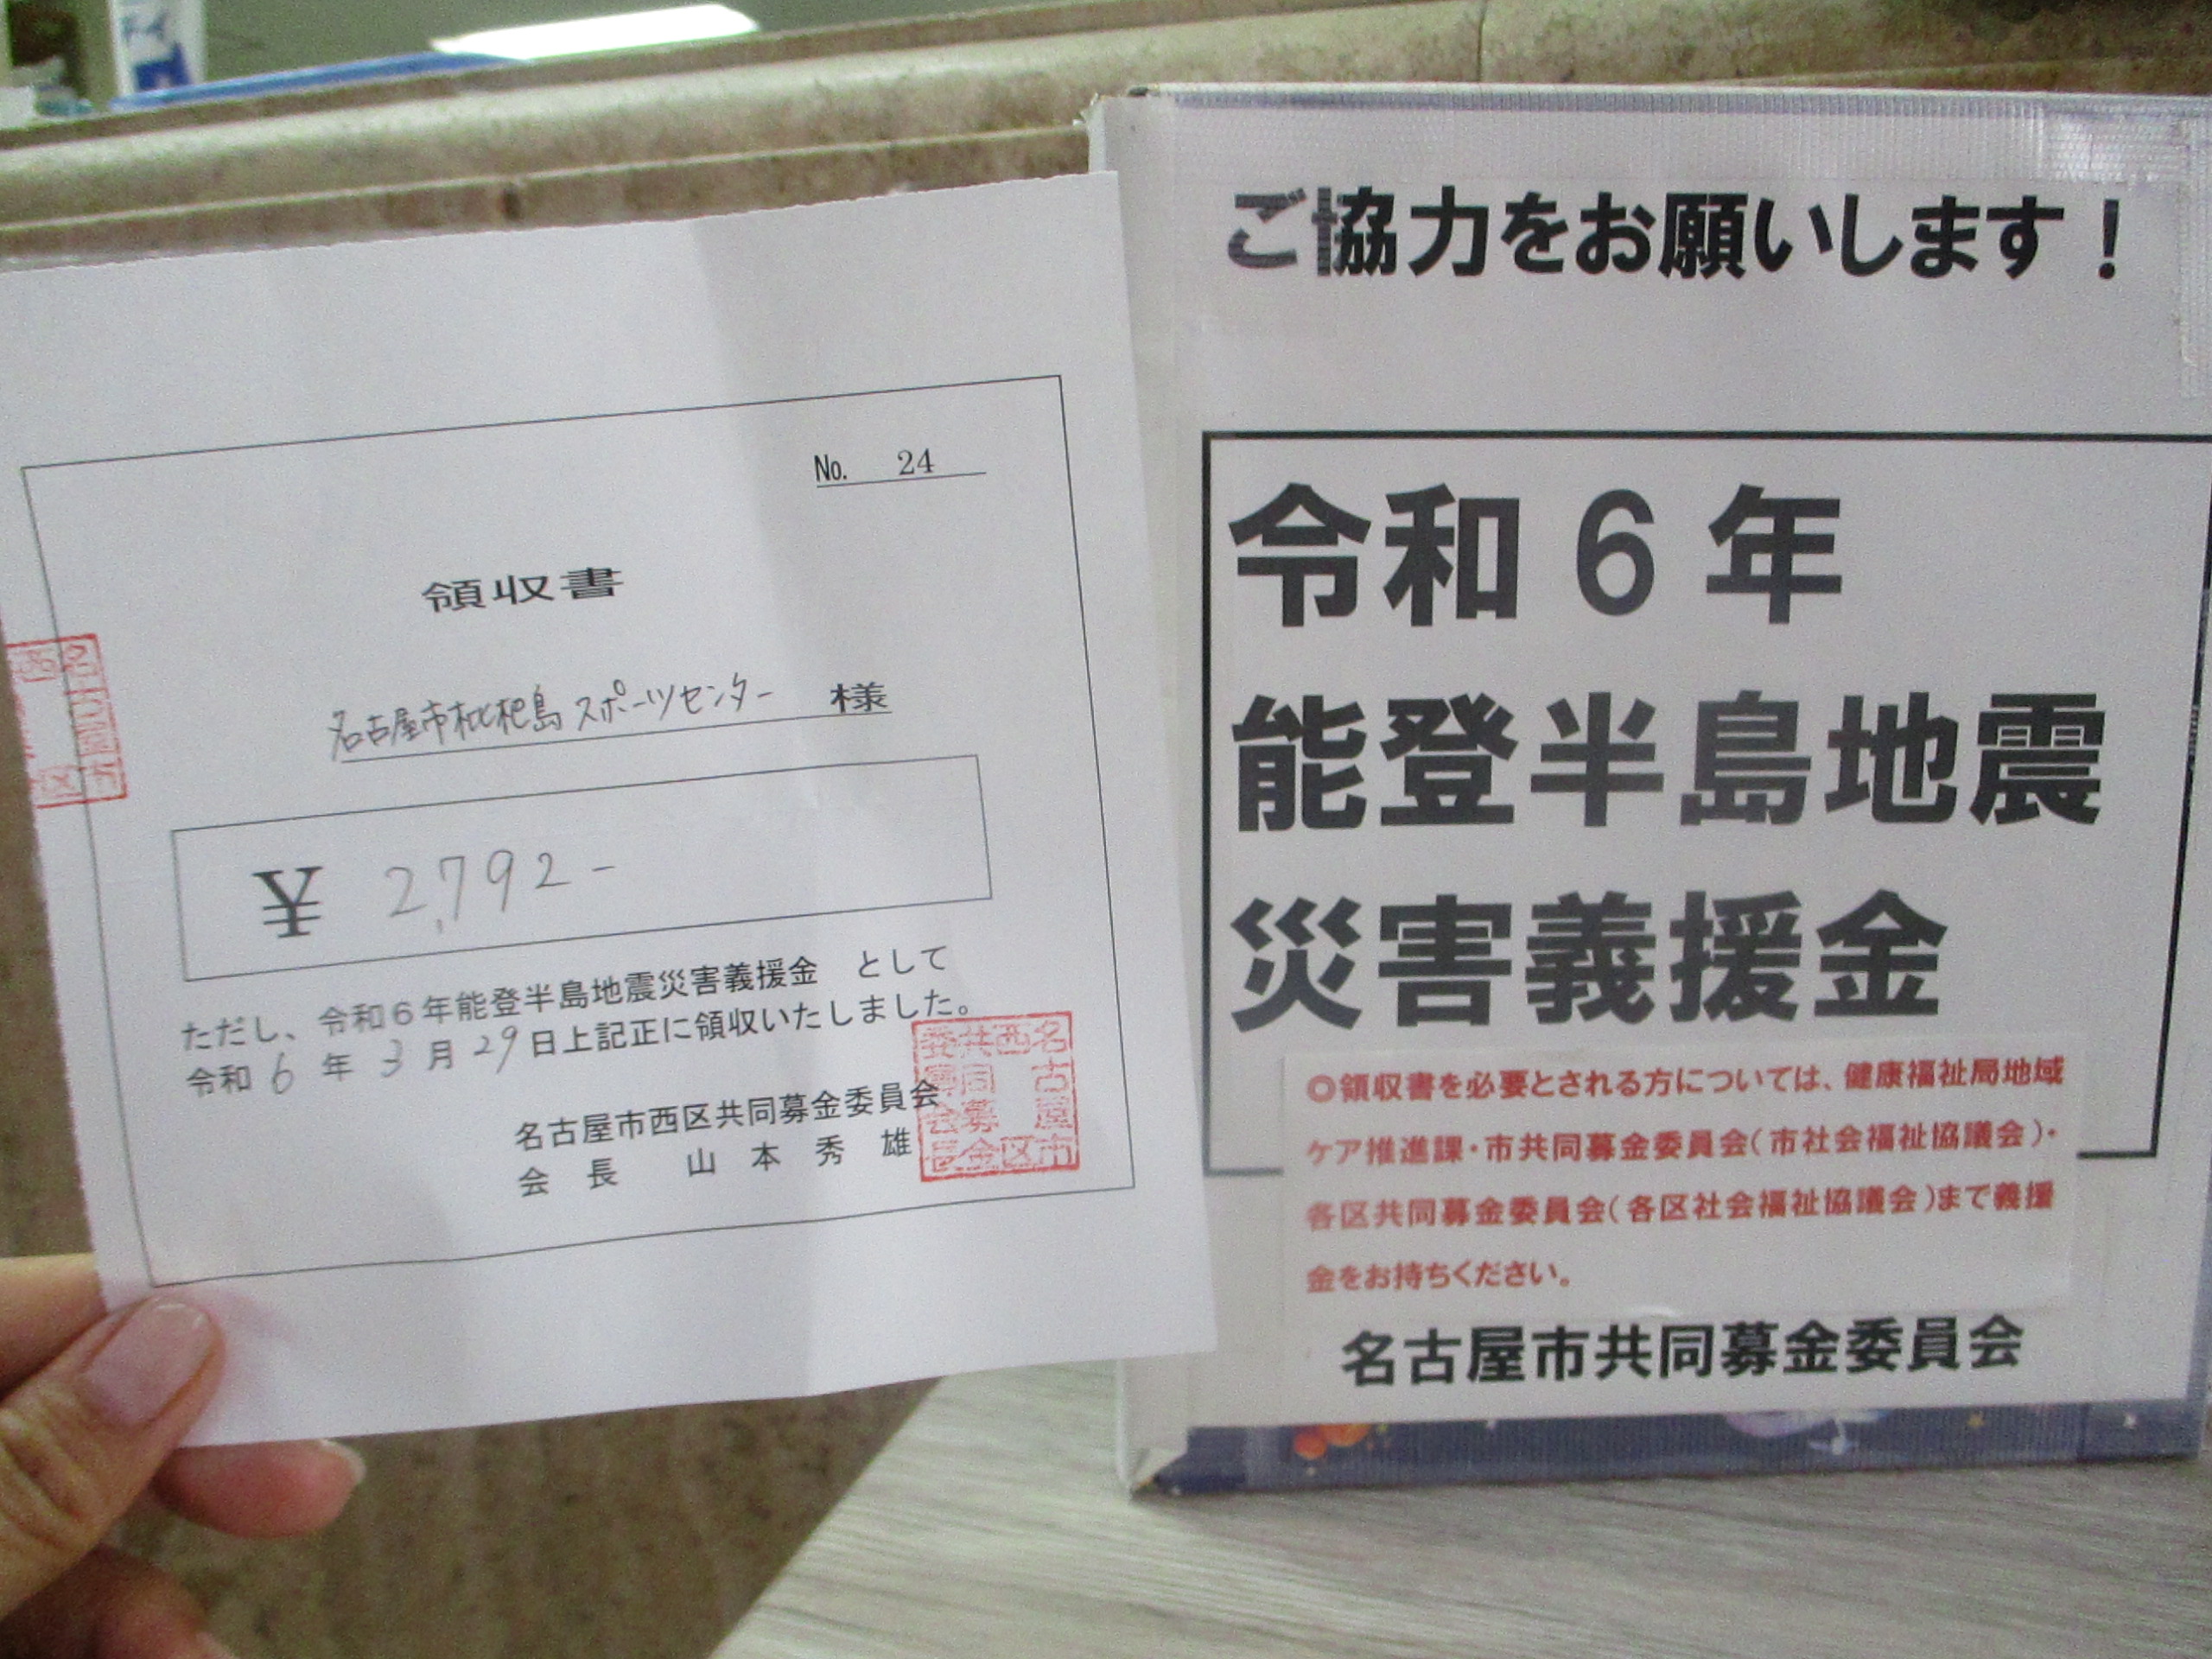 No. 24
領収書
名古屋市枇杷島スポーツセンター 様
¥ 2,792-
ただし、令和6年能登半島地震災害義援金 として
令和 6 年 3 月 29 日上記正に領収いたしました。
名古屋市西区共同募金委員会
会 長 山 本 秀 雄
ご協力をお願いします！
令和６年
能登半島地震
災害義援金
◎領収書を必要とされる方については、健康福祉局地域
ケア推進課・市共同募金委員会(市社会福祉協議会)・
各区共同募金委員会(各区社会福祉協議会)まで義援
金をお持ちください。
名古屋市共同募金委員会